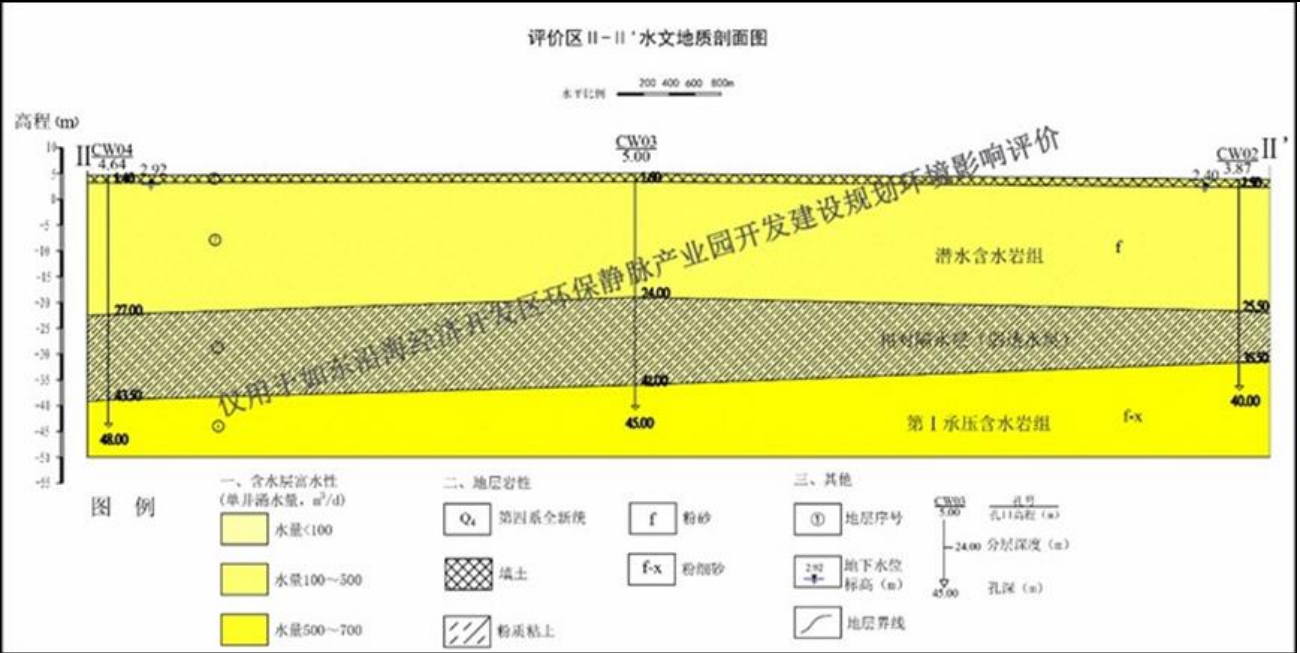 评价区Ⅱ-Ⅱ'水文地质剖面图
水平比例
200 400 600 800m
高程(m)
Ⅱ
CW04
4.64
2.92
CW03
5.00
CW02
3.87
2.40
Ⅱ'
10
5
0
-5
-10
-15
-20
-25
-30
-35
-40
-45
-50
-55
1.40
1.60
潜水含水岩组
f
27.00
24.00
25.50
43.50
相对隔水层(弱透水层)
48.00
45.00
40.00
第Ⅰ承压含水岩组
f-x
仅用于如东沿海经济开发区环保静脉产业园开发建设规划环境影响评价
图 例
一、含水层富水性
(单井涌水量,m³/d)
水量<100
水量100~500
水量500~700
二、地层岩性
Q₄ 第四系全新统
填土
粉质粘土
f 粉砂
f-x 粉细砂
三、其他
① 地层序号
2.92 地下水位
标高(m)
地层界线
CW03 孔号
5.00 孔口高程(m)
24.00 分层深度(m)
45.00 孔深(m)